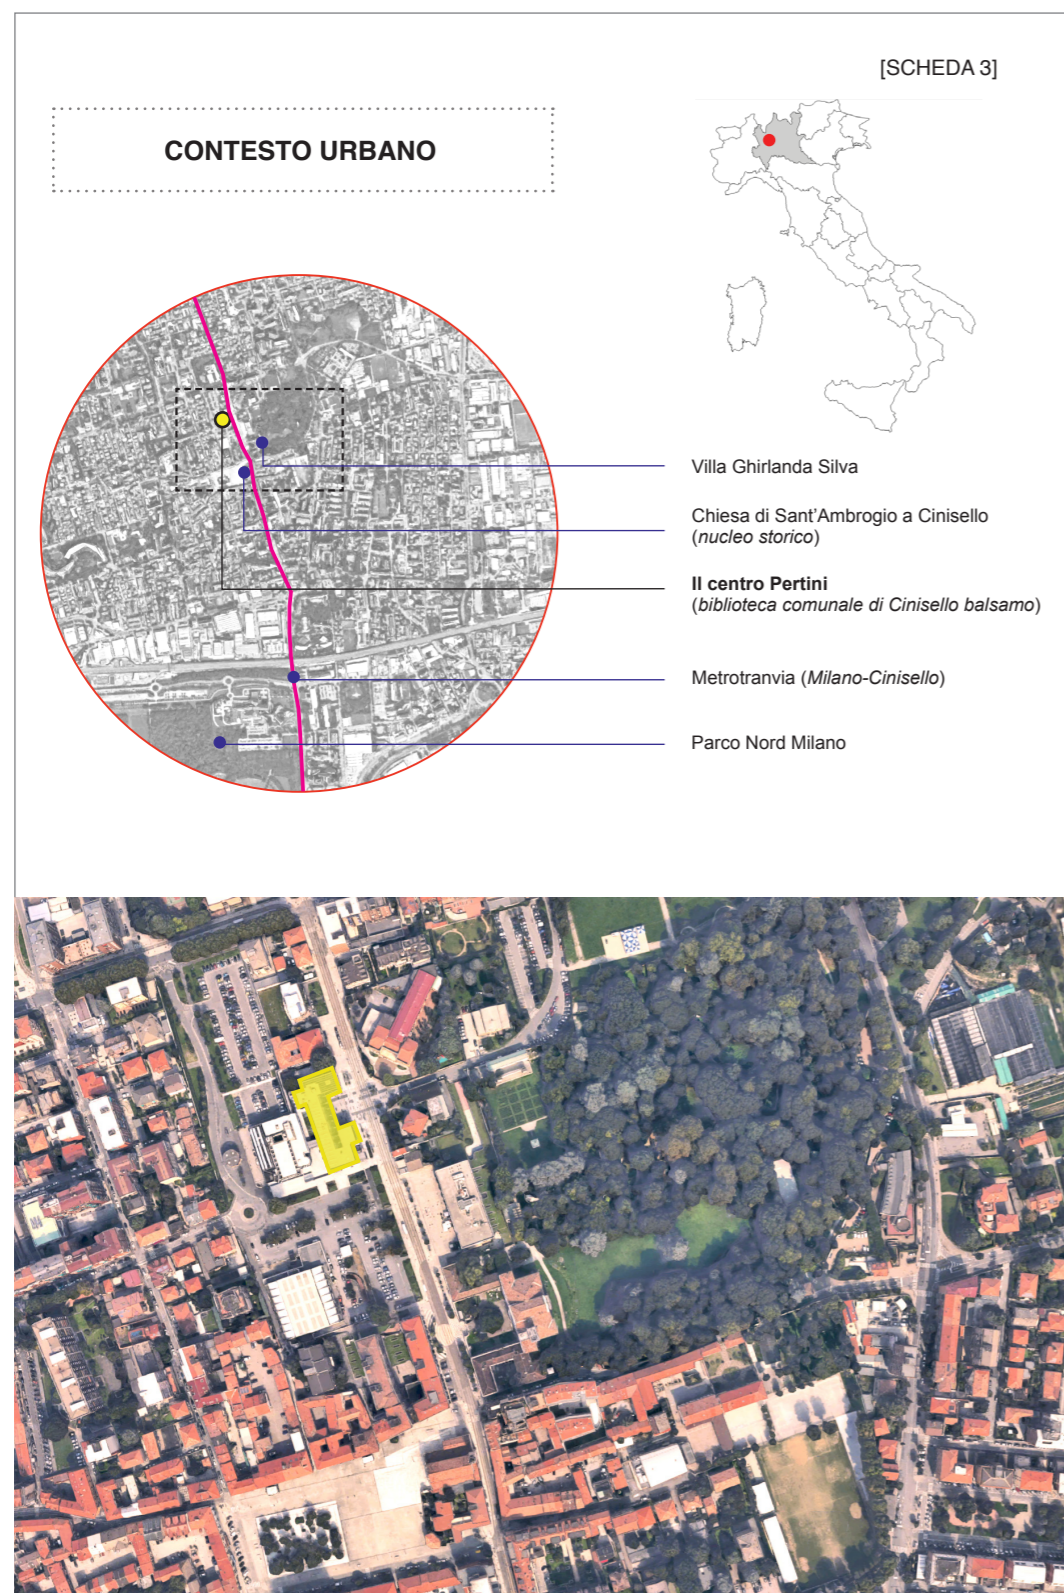 [SCHEDA 3]
CONTESTO URBANO
Villa Ghirlanda Silva
Chiesa di Sant'Ambrogio a Cinisello
(nucleo storico)
Il centro Pertini
(biblioteca comunale di Cinisello balsamo)
Metrotranvia (Milano-Cinisello)
Parco Nord Milano